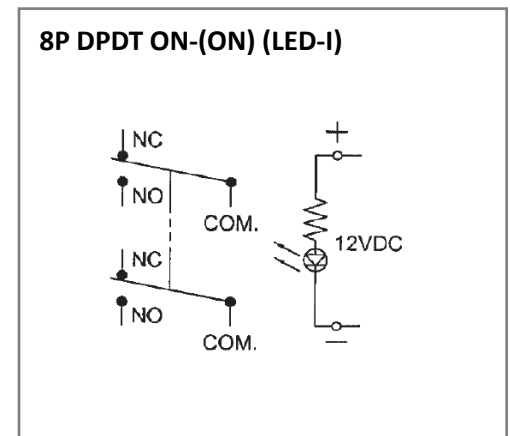 8P DPDT ON-(ON) (LED-I)
+
NC
NO
COM.
12VDC
NC
NO
COM.
—